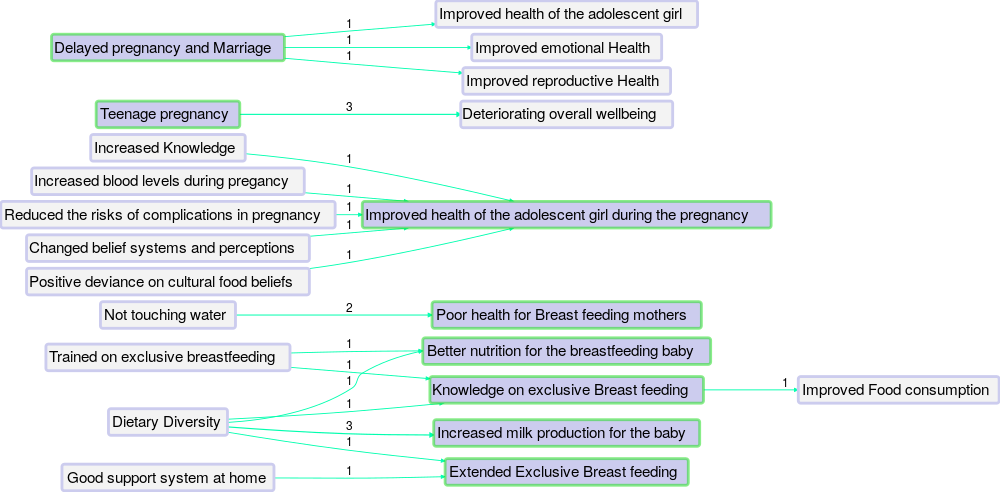 Improved health of the adolescent girl
1
Delayed pregnancy and Marriage
1
Improved emotional Health
1
Improved reproductive Health
Teenage pregnancy
3
Deteriorating overall wellbeing
Increased Knowledge
1
Increased blood levels during pregancy
1
Reduced the risks of complications in pregnancy
1
Improved health of the adolescent girl during the pregnancy
1
Changed belief systems and perceptions
1
Positive deviance on cultural food beliefs
Not touching water
2
Poor health for Breast feeding mothers
Trained on exclusive breastfeeding
1
Better nutrition for the breastfeeding baby
1
1
Knowledge on exclusive Breast feeding
1
Improved Food consumption
1
Dietary Diversity
3
Increased milk production for the baby
1
Extended Exclusive Breast feeding
Good support system at home
1